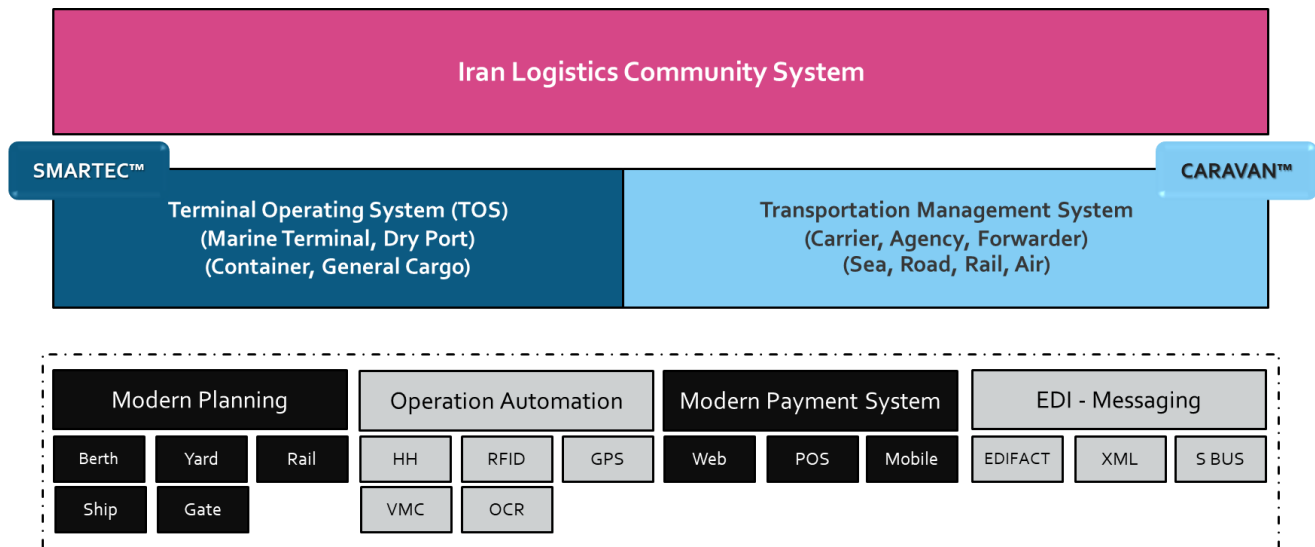 Iran Logistics Community System
SMARTEC™
CARAVAN™
Terminal Operating System (TOS)
(Marine Terminal, Dry Port)
(Container, General Cargo)
Transportation Management System
(Carrier, Agency, Forwarder)
(Sea, Road, Rail, Air)
Modern Planning
Berth
Yard
Rail
Ship
Gate
Operation Automation
HH
RFID
GPS
VMC
OCR
Modern Payment System
Web
POS
Mobile
EDI - Messaging
EDIFACT
XML
S BUS